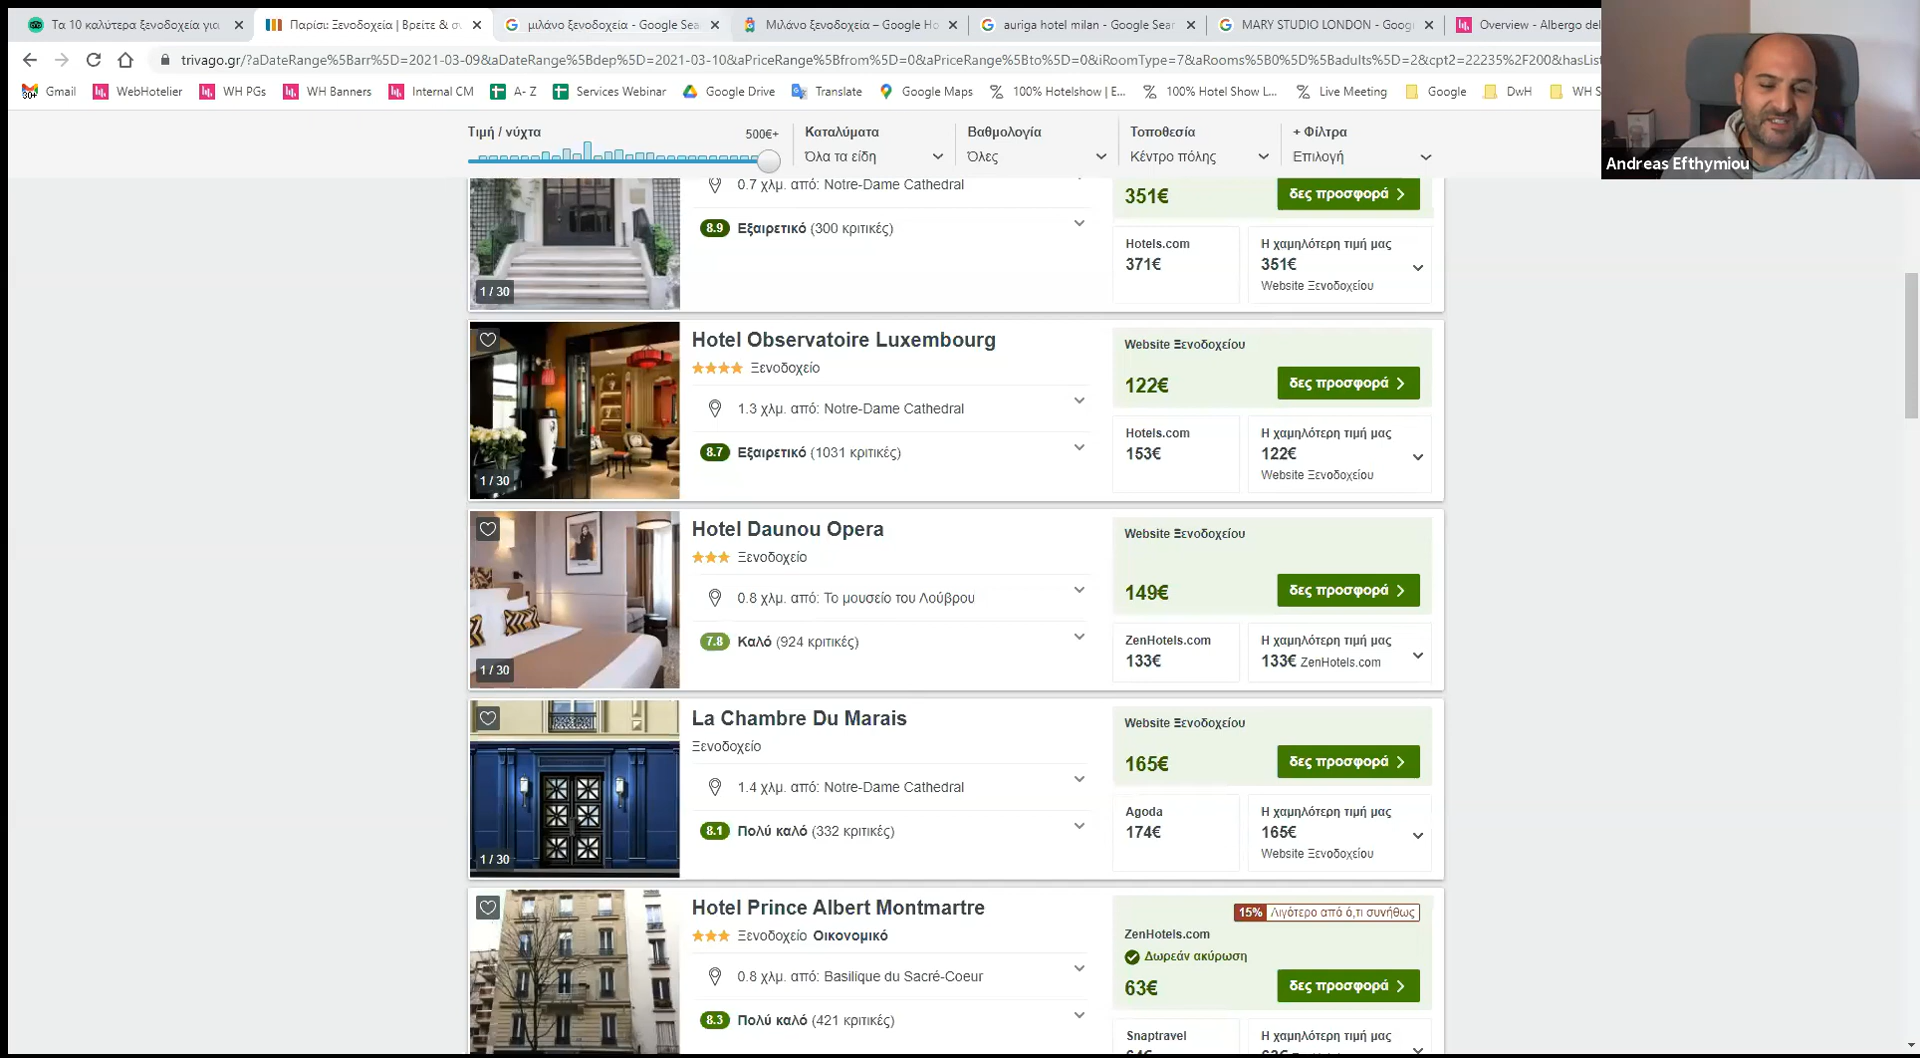 Τα 10 καλύτερα ξενοδοχεία για
Παρίσι: Ξενοδοχεία | Βρείτε & σι
μιλάνο ξενοδοχεία - Google Sea
Μιλάνο ξενοδοχεία – Google Ho
auriga hotel milan - Google Sear
MARY STUDIO LONDON - Googl
Overview - Albergo del
trivago.gr/?aDateRange%5Barr%5D=2021-03-09&aDateRange%5Bdep%5D=2021-03-10&aPriceRange%5Bfrom%5D=0&aPriceRange%5Bto%5D=0&iRoomType=7&aRooms%5B0%5D%5Badults%5D=2&cpt2=22235%2F200&hasList
Gmail WebHotelier WH PGs WH Banners Internal CM A- Z Services Webinar Google Drive Translate Google Maps 100% Hotelshow | E... 100% Hotel Show L... Live Meeting Google DwH WH S
Andreas Efthymiou
Τιμή / νύχτα 500€+
Καταλύματα
Όλα τα είδη
Βαθμολογία
Όλες
Τοποθεσία
Κέντρο πόλης
+ Φίλτρα
Επιλογή
0.7 χλμ. από: Notre-Dame Cathedral
8.9 Εξαιρετικό (300 κριτικές)
1 / 30
351€ δες προσφορά
Hotels.com
371€
Η χαμηλότερη τιμή μας
351€
Website Ξενοδοχείου
Hotel Observatoire Luxembourg
Ξενοδοχείο
1.3 χλμ. από: Notre-Dame Cathedral
8.7 Εξαιρετικό (1031 κριτικές)
1 / 30
Website Ξενοδοχείου
122€ δες προσφορά
Hotels.com
153€
Η χαμηλότερη τιμή μας
122€
Website Ξενοδοχείου
Hotel Daunou Opera
Ξενοδοχείο
0.8 χλμ. από: Το μουσείο του Λούβρου
7.8 Καλό (924 κριτικές)
1 / 30
Website Ξενοδοχείου
149€ δες προσφορά
ZenHotels.com
133€
Η χαμηλότερη τιμή μας
133€ ZenHotels.com
La Chambre Du Marais
Ξενοδοχείο
1.4 χλμ. από: Notre-Dame Cathedral
8.1 Πολύ καλό (332 κριτικές)
1 / 30
Website Ξενοδοχείου
165€ δες προσφορά
Agoda
174€
Η χαμηλότερη τιμή μας
165€
Website Ξενοδοχείου
Hotel Prince Albert Montmartre
Ξενοδοχείο Οικονομικό
0.8 χλμ. από: Basilique du Sacré-Coeur
8.3 Πολύ καλό (421 κριτικές)
15% Λιγότερο από ό,τι συνήθως
ZenHotels.com
Δωρεάν ακύρωση
63€ δες προσφορά
Snaptravel
Η χαμηλότερη τιμή μας